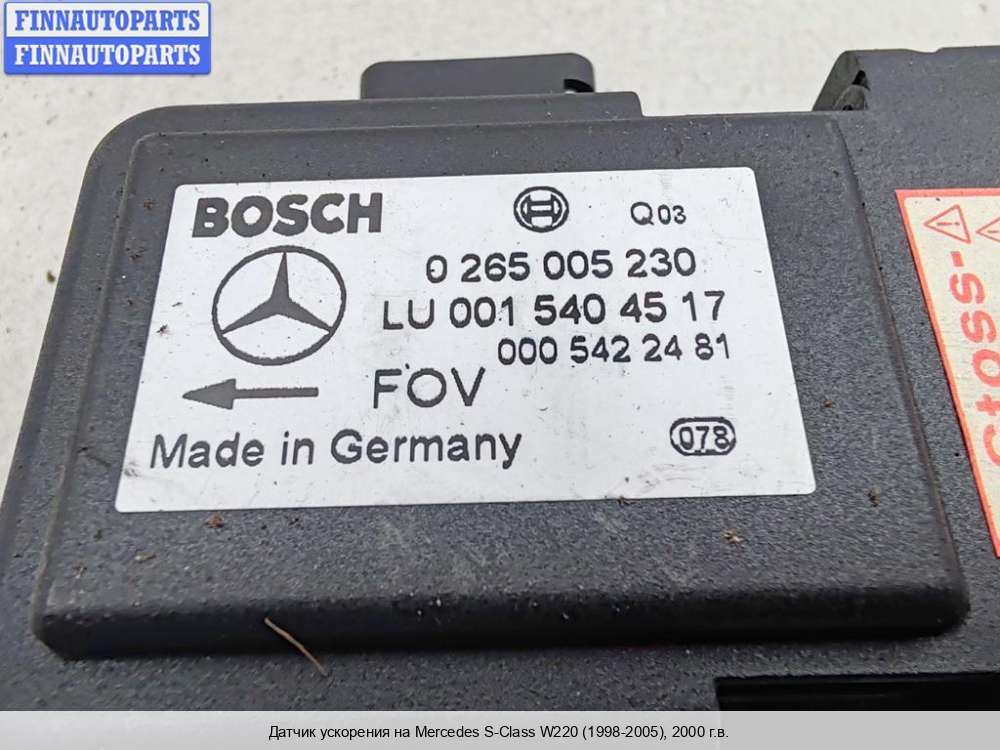 FINNAUTOPARTS
FINNAUTOPARTS
BOSCH
Q03
0 265 005 230
LU 001 540 45 17
000 542 24 81
FOV
Made in Germany
078
Stoss-
Датчик ускорения на Mercedes S-Class W220 (1998-2005), 2000 г.в.